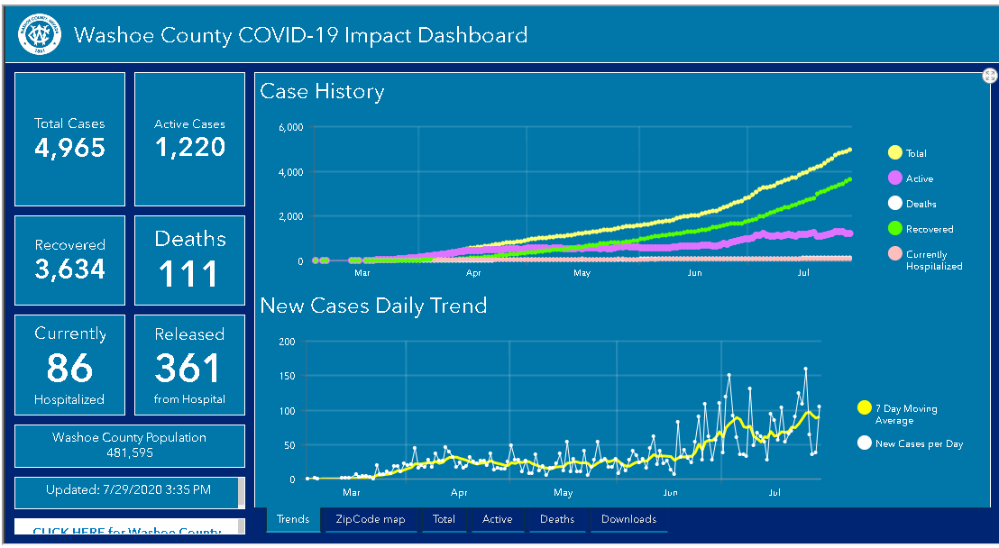 WASHOE COUNTY NEVADA
1861
Washoe County COVID-19 Impact Dashboard
Total Cases
4,965
Active Cases
1,220
Recovered
3,634
Deaths
111
Currently
86
Hospitalized
Released
361
from Hospital
Washoe County Population
481,595
Updated: 7/29/2020 3:35 PM
CLICK HERE for Washoe County
Case History
6,000
4,000
2,000
0
Mar
Apr
May
Jun
Jul
Total
Active
Deaths
Recovered
Currently
Hospitalized
New Cases Daily Trend
200
150
100
50
0
Mar
Apr
May
Jun
Jul
7 Day Moving
Average
New Cases per Day
Trends
ZipCode map
Total
Active
Deaths
Downloads